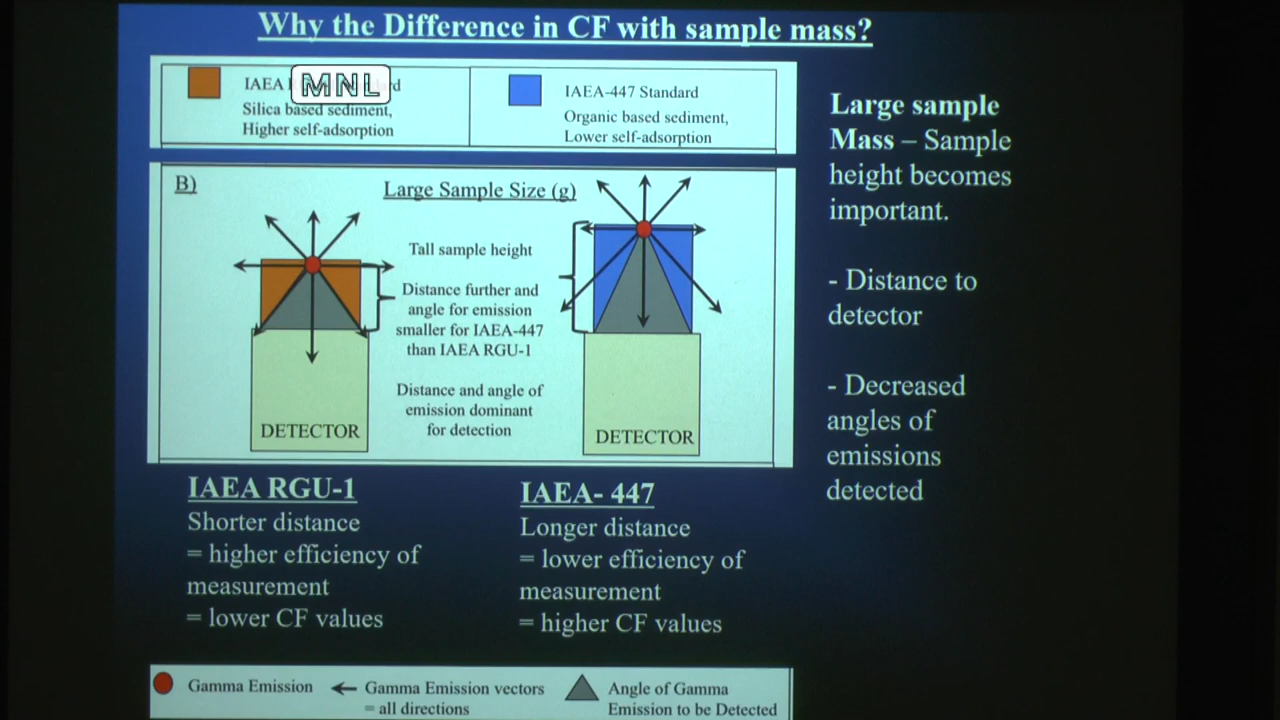 Why the Difference in CF with sample mass?
IAEA
MNL
Silica based sediment,
Higher self-adsorption
IAEA-447 Standard
Organic based sediment,
Lower self-adsorption
B)
Large Sample Size (g)
Tall sample height
Distance further and
angle for emission
smaller for IAEA-447
than IAEA RGU-1
Distance and angle of
emission dominant
for detection
DETECTOR
DETECTOR
Large sample
Mass – Sample
height becomes
important.
- Distance to
detector
- Decreased
angles of
emissions
detected
IAEA RGU-1
Shorter distance
= higher efficiency of
measurement
= lower CF values
IAEA- 447
Longer distance
= lower efficiency of
measurement
= higher CF values
Gamma Emission
Gamma Emission vectors
= all directions
Angle of Gamma
Emission to be Detected